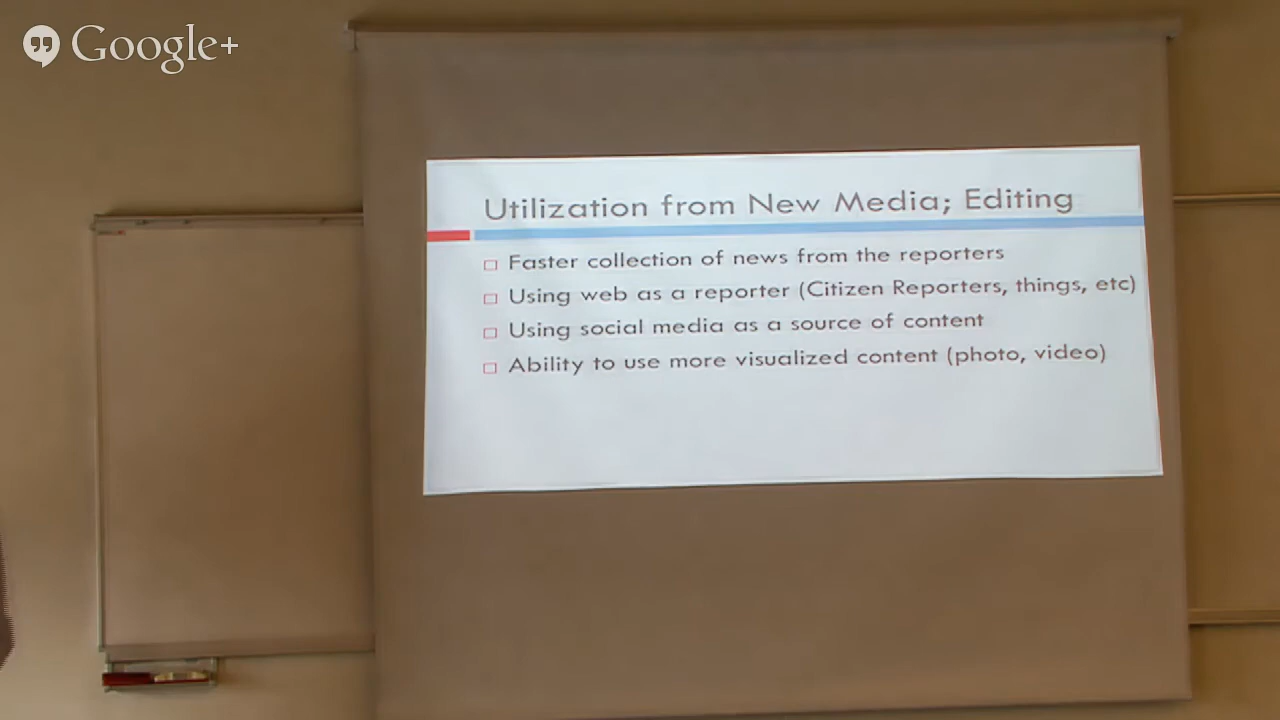 Google+
Utilization from New Media; Editing
Faster collection of news from the reporters
Using web as a reporter (Citizen Reporters, things, etc)
Using social media as a source of content
Ability to use more visualized content (photo, video)